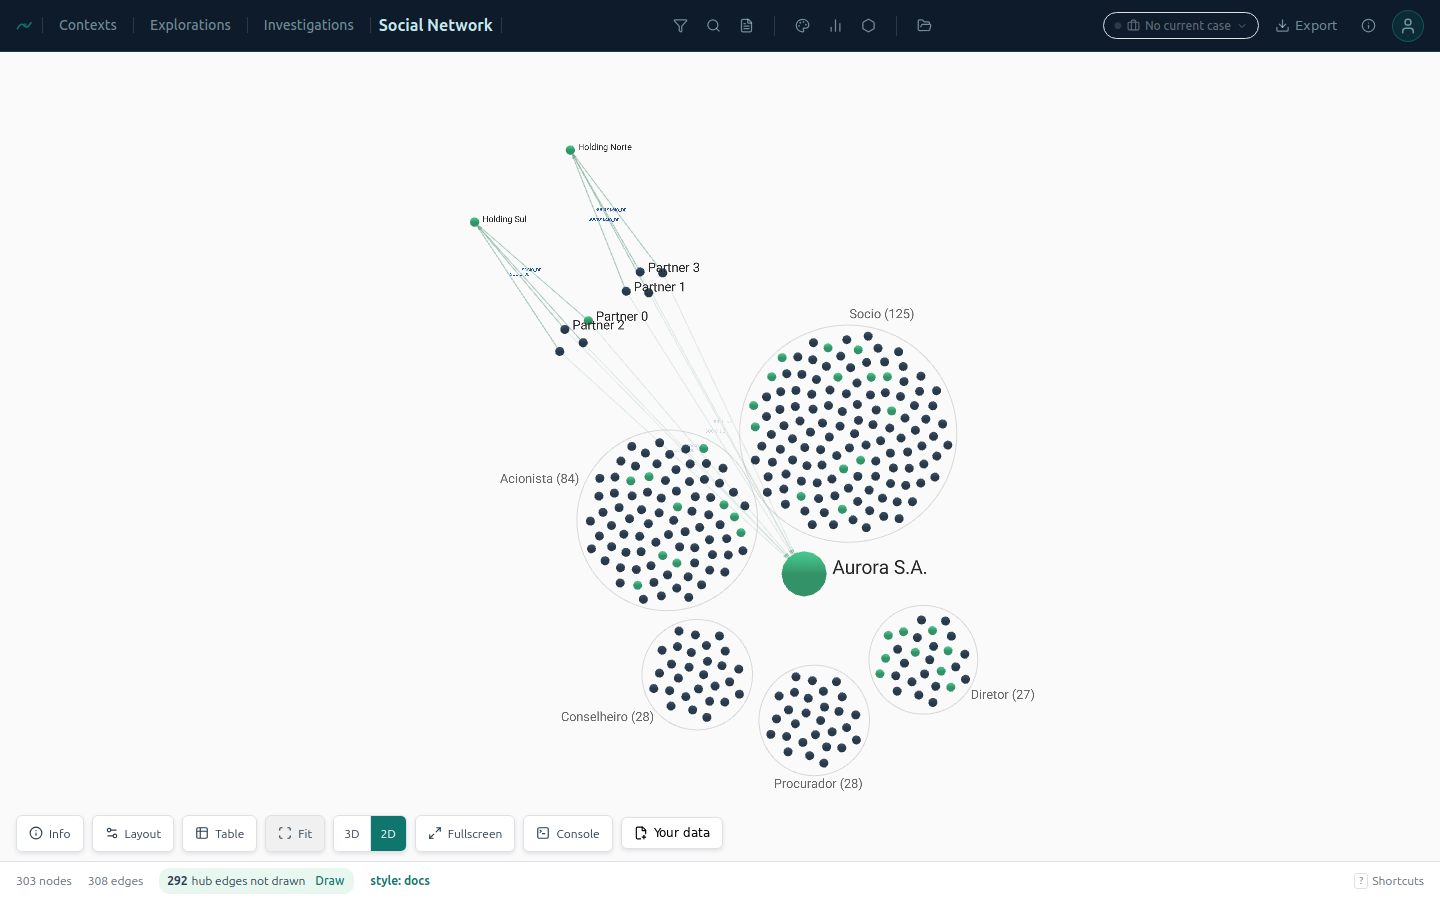 Contexts
Explorations
Investigations
Social Network
No current case
Export
Holding Norte
Holding Sul
Partner 3
Partner 1
Partner 0
Partner 2
Socio (125)
Acionista (84)
Aurora S.A.
Diretor (27)
Conselheiro (28)
Procurador (28)
Info
Layout
Table
Fit
3D
2D
Fullscreen
Console
Your data
303 nodes
308 edges
292 hub edges not drawn Draw
style: docs
? Shortcuts